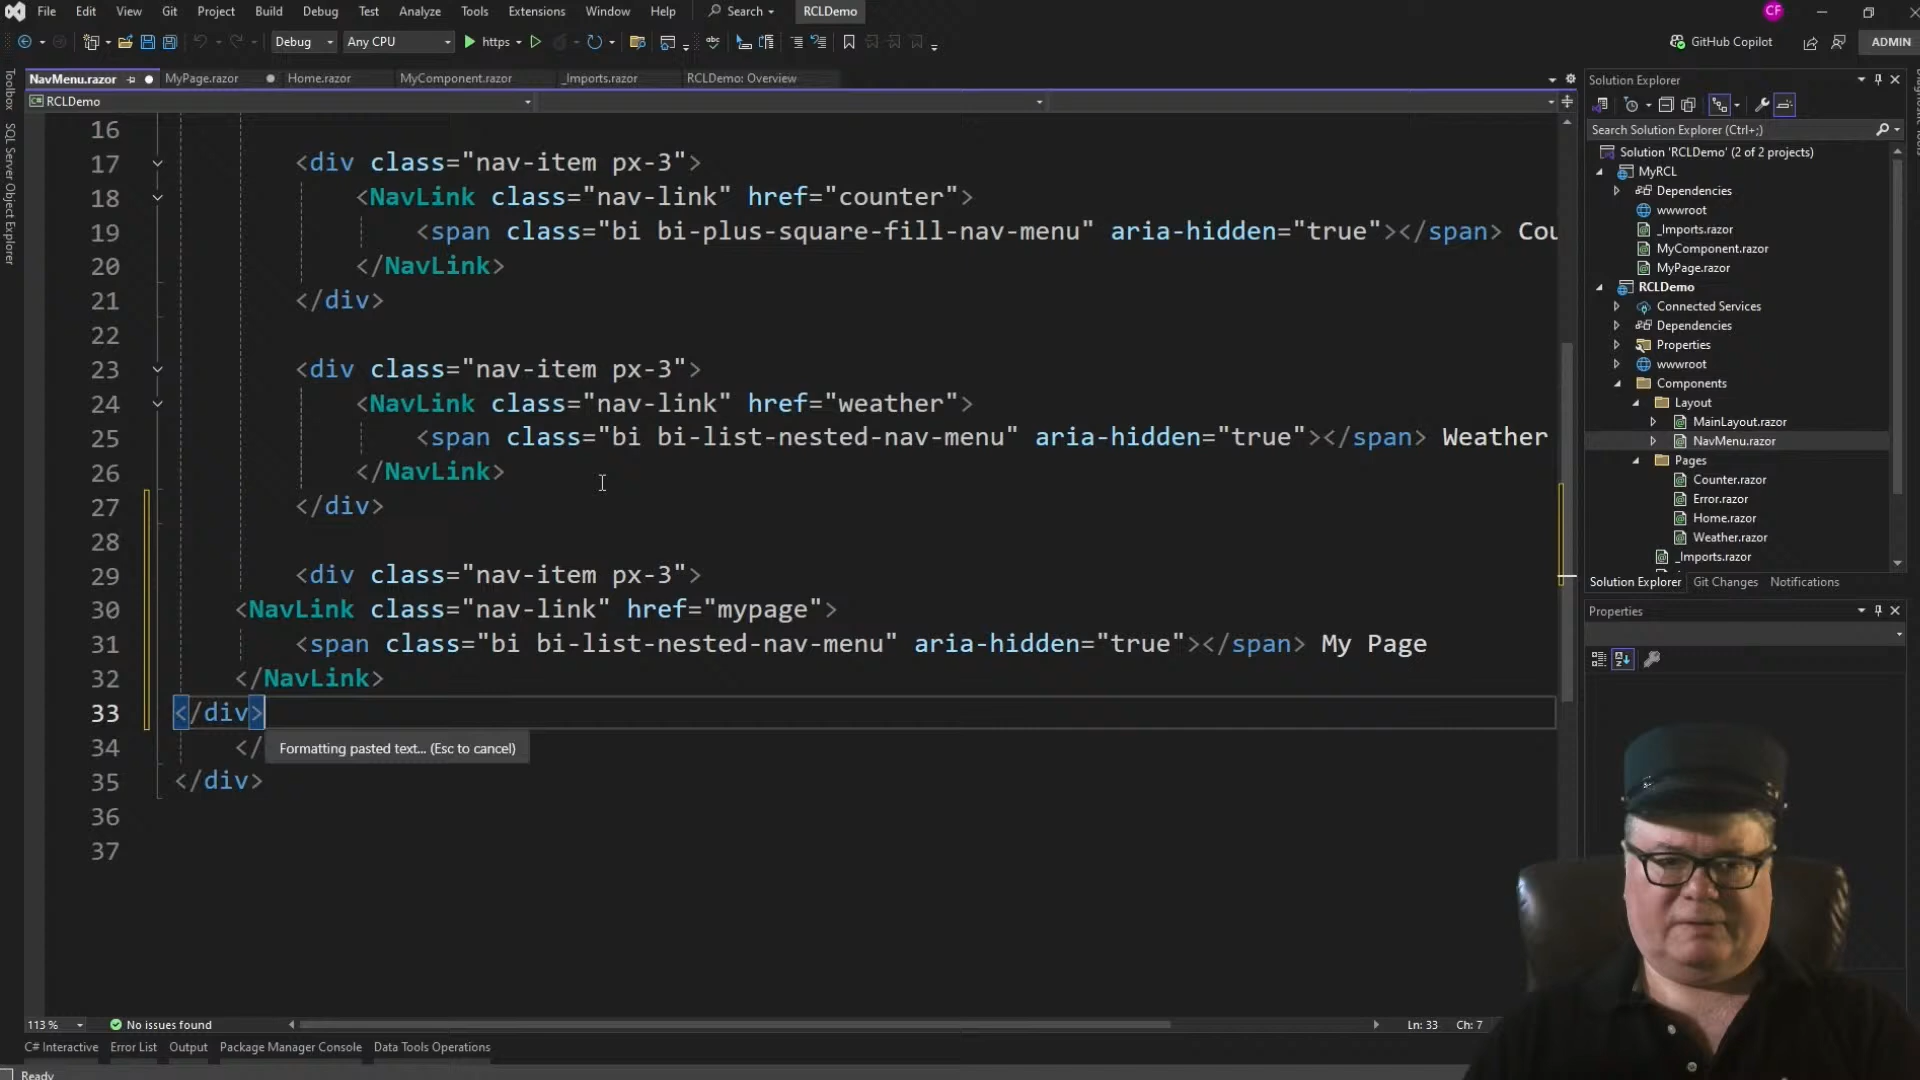 File Edit View Git Project Build Debug Test Analyze Tools Extensions Window Help Search RCLDemo CF
Debug Any CPU https GitHub Copilot ADMIN
NavMenu.razor MyPage.razor Home.razor MyComponent.razor _Imports.razor RCLDemo: Overview
RCLDemo
Toolbox
SQL Server Object Explorer
16
17 <div class="nav-item px-3">
18 <NavLink class="nav-link" href="counter">
19 <span class="bi bi-plus-square-fill-nav-menu" aria-hidden="true"></span> Cou
20 </NavLink>
21 </div>
22
23 <div class="nav-item px-3">
24 <NavLink class="nav-link" href="weather">
25 <span class="bi bi-list-nested-nav-menu" aria-hidden="true"></span> Weather
26 </NavLink>
27 </div>
28
29 <div class="nav-item px-3">
30 <NavLink class="nav-link" href="mypage">
31 <span class="bi bi-list-nested-nav-menu" aria-hidden="true"></span> My Page
32 </NavLink>
33 </div>
34 </
Formatting pasted text... (Esc to cancel)
35 </div>
36
37
113 % No issues found Ln: 33 Ch: 7
C# Interactive Error List Output Package Manager Console Data Tools Operations
Ready
Solution Explorer
Search Solution Explorer (Ctrl+;)
Solution 'RCLDemo' (2 of 2 projects)
MyRCL
Dependencies
wwwroot
_Imports.razor
MyComponent.razor
MyPage.razor
RCLDemo
Connected Services
Dependencies
Properties
wwwroot
Components
Layout
MainLayout.razor
NavMenu.razor
Pages
Counter.razor
Error.razor
Home.razor
Weather.razor
_Imports.razor
Solution Explorer Git Changes Notifications
Properties